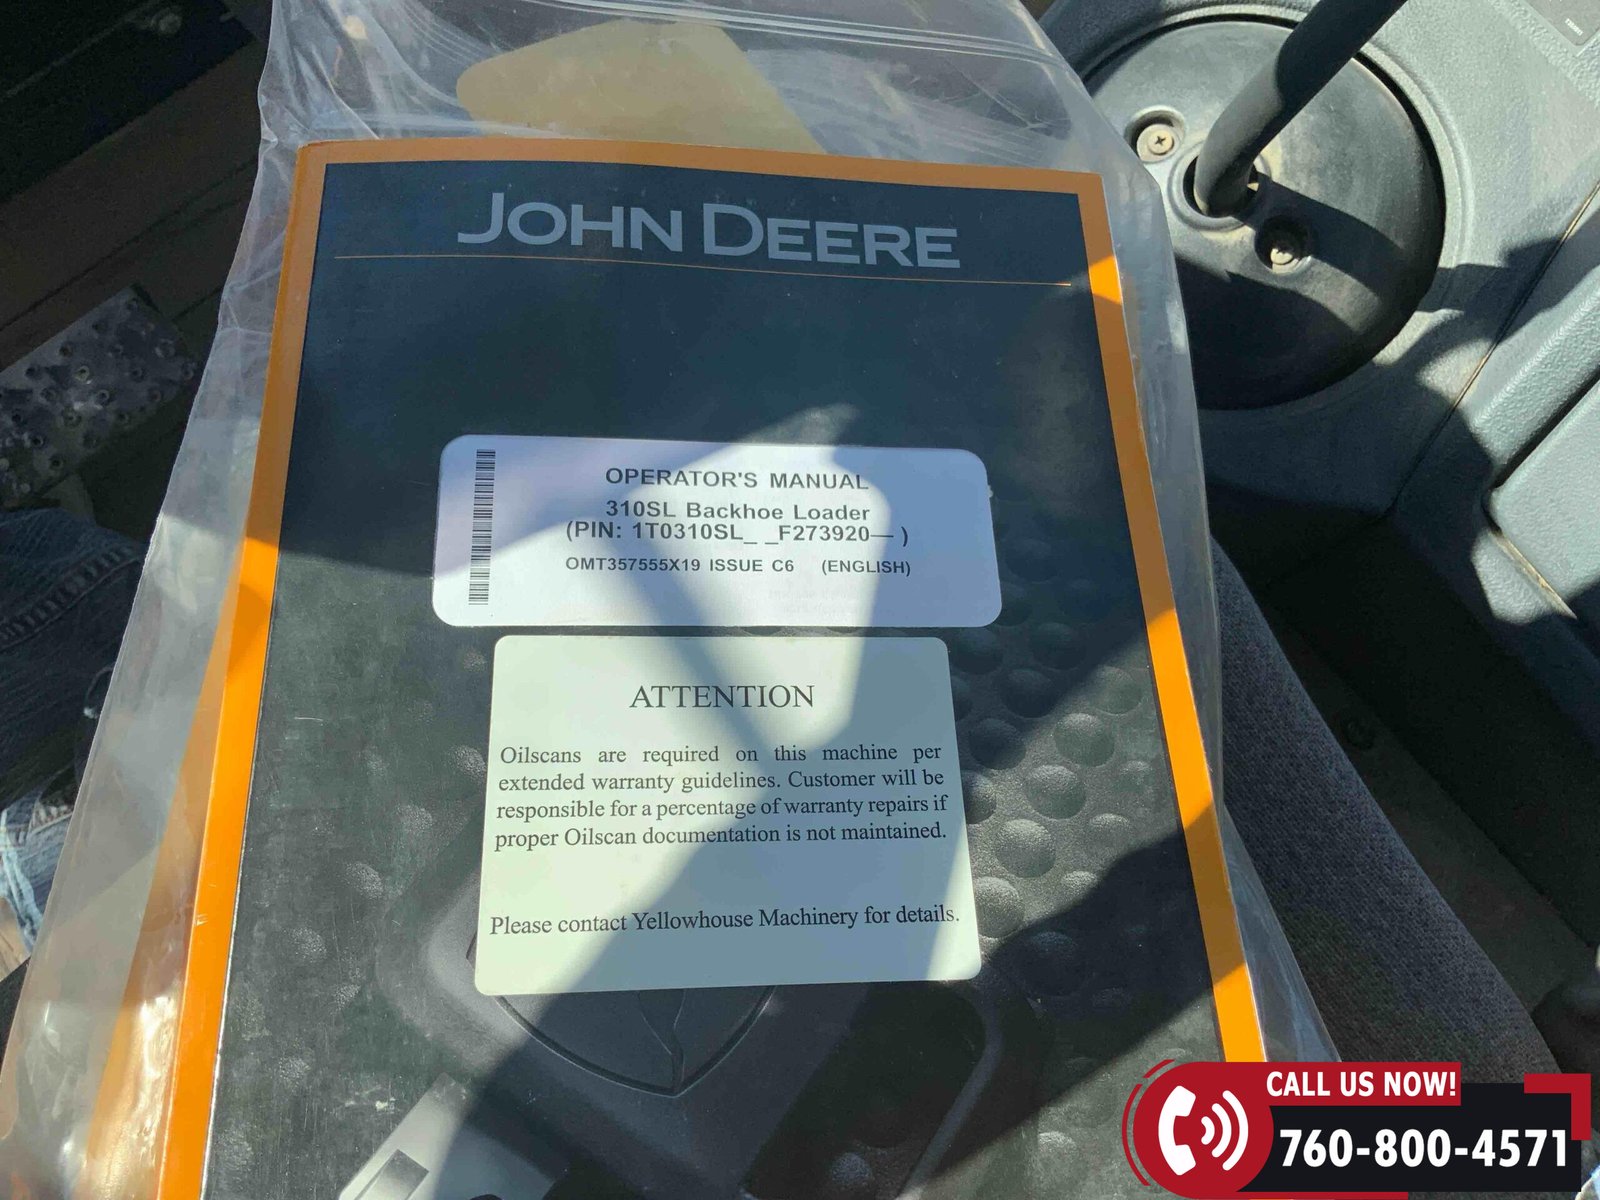 JOHN DEERE
OPERATOR'S MANUAL
310SL Backhoe Loader
(PIN: 1T0310SL_ _F273920— )
OMT357555X19 ISSUE C6 (ENGLISH)
ATTENTION
Oilscans are required on this machine per
extended warranty guidelines. Customer will be
responsible for a percentage of warranty repairs if
proper Oilscan documentation is not maintained.
Please contact Yellowhouse Machinery for details.
CALL US NOW!
760-800-4571